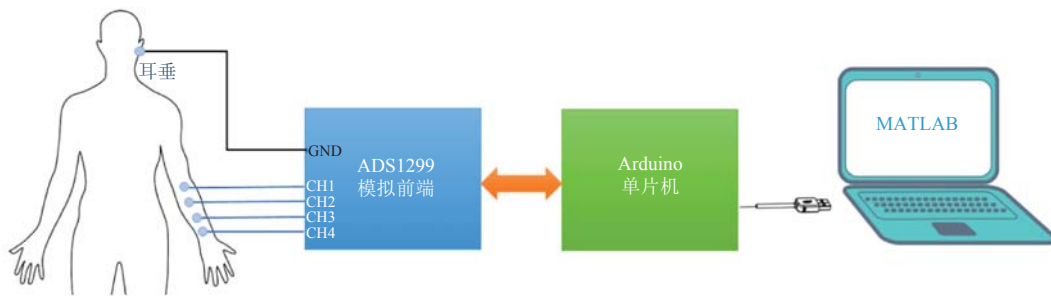 耳垂
GND
CH1
CH2
CH3
CH4
ADS1299
模拟前端
Arduino
单片机
MATLAB